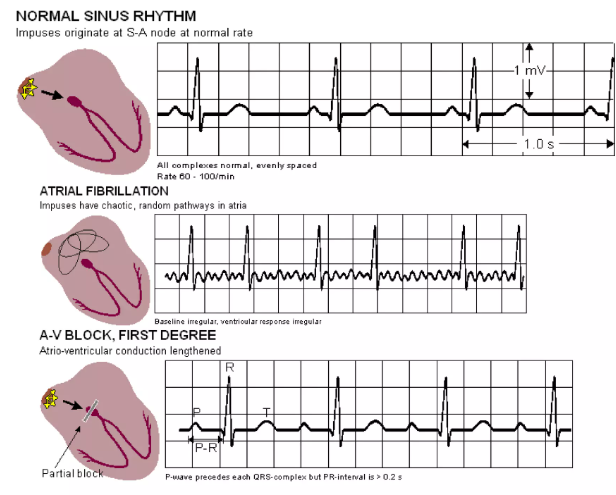 NORMAL SINUS RHYTHM
Impuses originate at S-A node at normal rate
1 mV
1.0 s
All complexes normal, evenly spaced
Rate 60 - 100/min
ATRIAL FIBRILLATION
Impuses have chaotic, random pathways in atria
Baseline irregular, ventricular response irregular
A-V BLOCK, FIRST DEGREE
Atrio-ventricular conduction lengthened
R
P
T
P-R
Partial block
P-wave precedes each QRS-complex but PR-interval is > 0.2 s